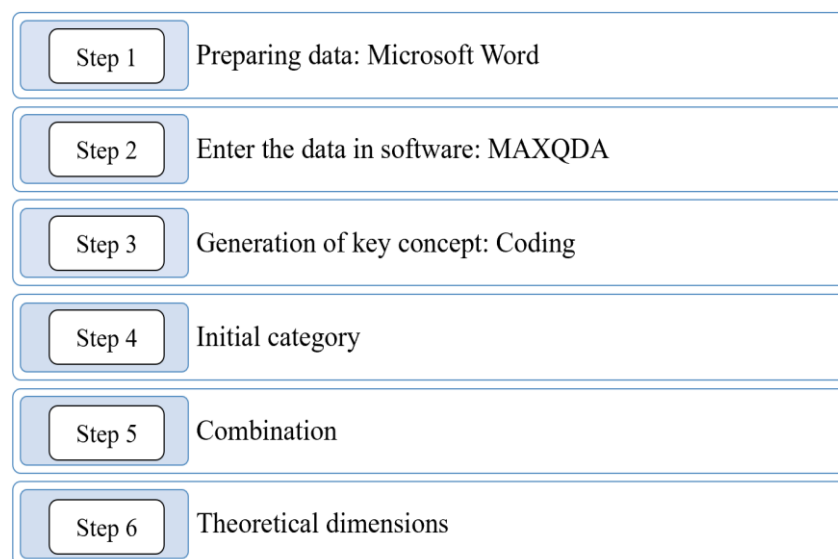 Step 1 Preparing data: Microsoft Word
Step 2 Enter the data in software: MAXQDA
Step 3 Generation of key concept: Coding
Step 4 Initial category
Step 5 Combination
Step 6 Theoretical dimensions